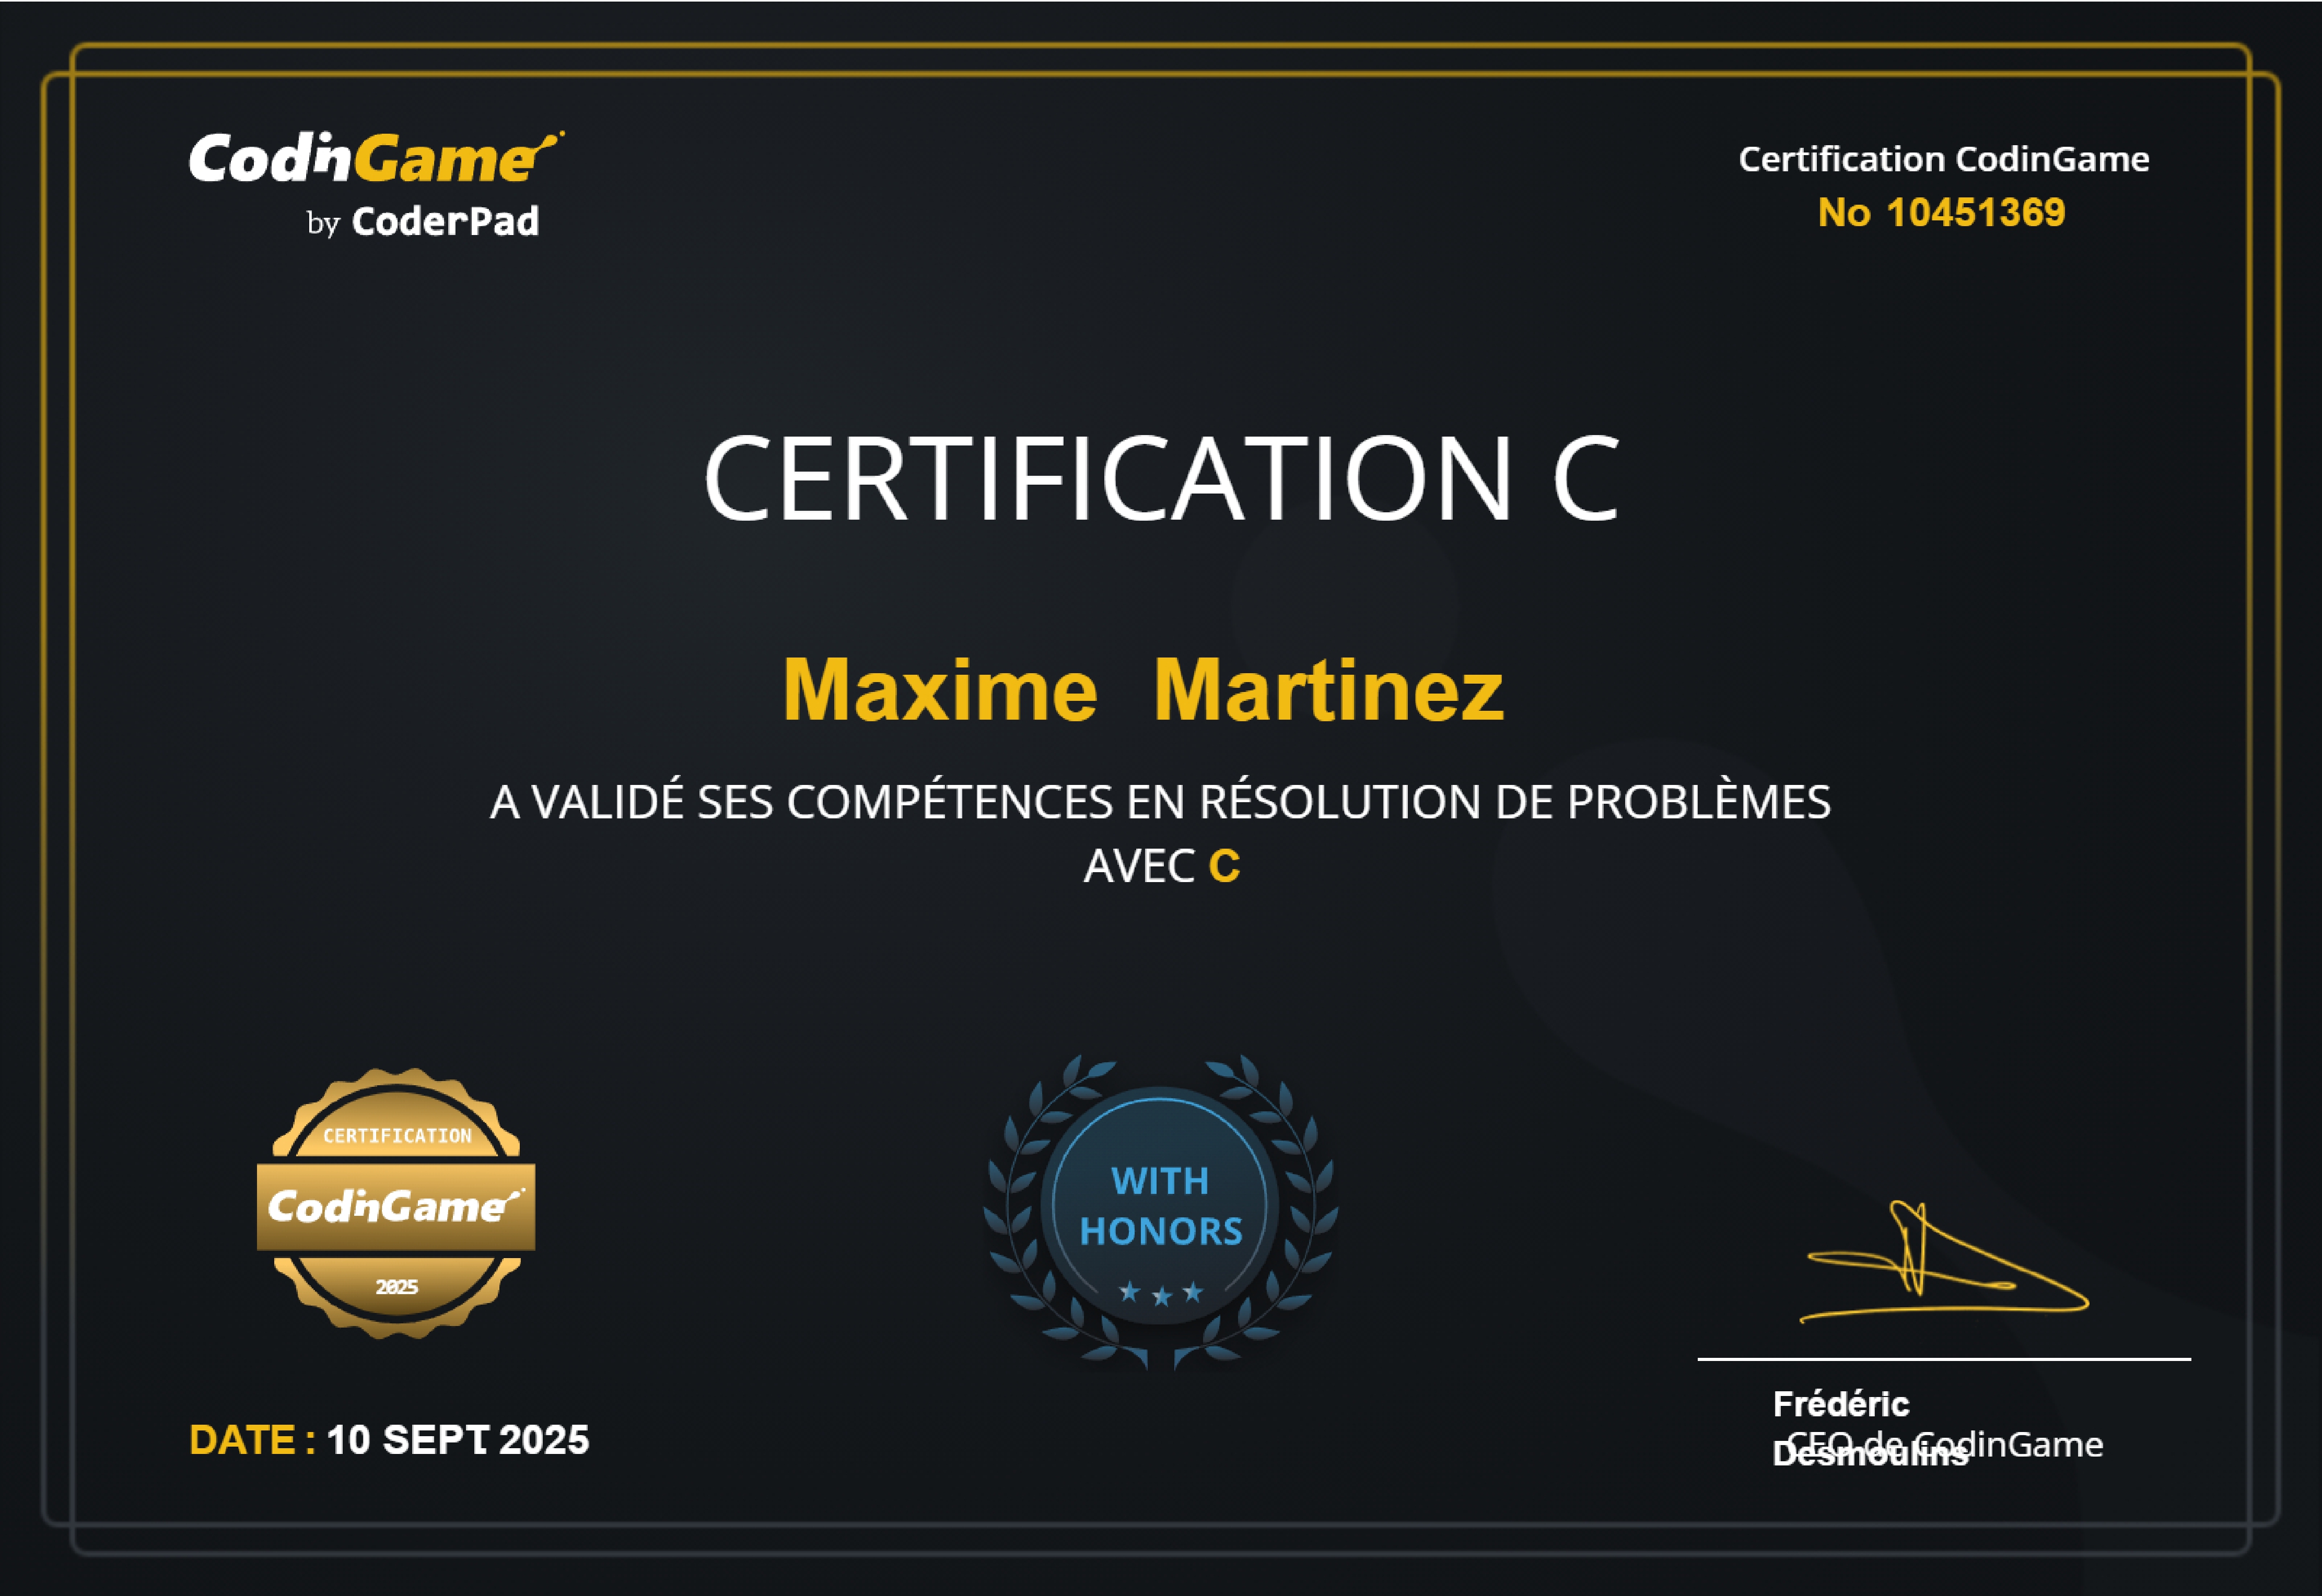 CodinGame
by CoderPad
Certification CodinGame
No 10451369
CERTIFICATION C
Maxime Martinez
A VALIDÉ SES COMPÉTENCES EN RÉSOLUTION DE PROBLÈMES
AVEC C
CERTIFICATION
CodinGame
2025
WITH
HONORS
DATE : 10 SEPT 2025
Frédéric
Desmoulins
CEO de CodinGame